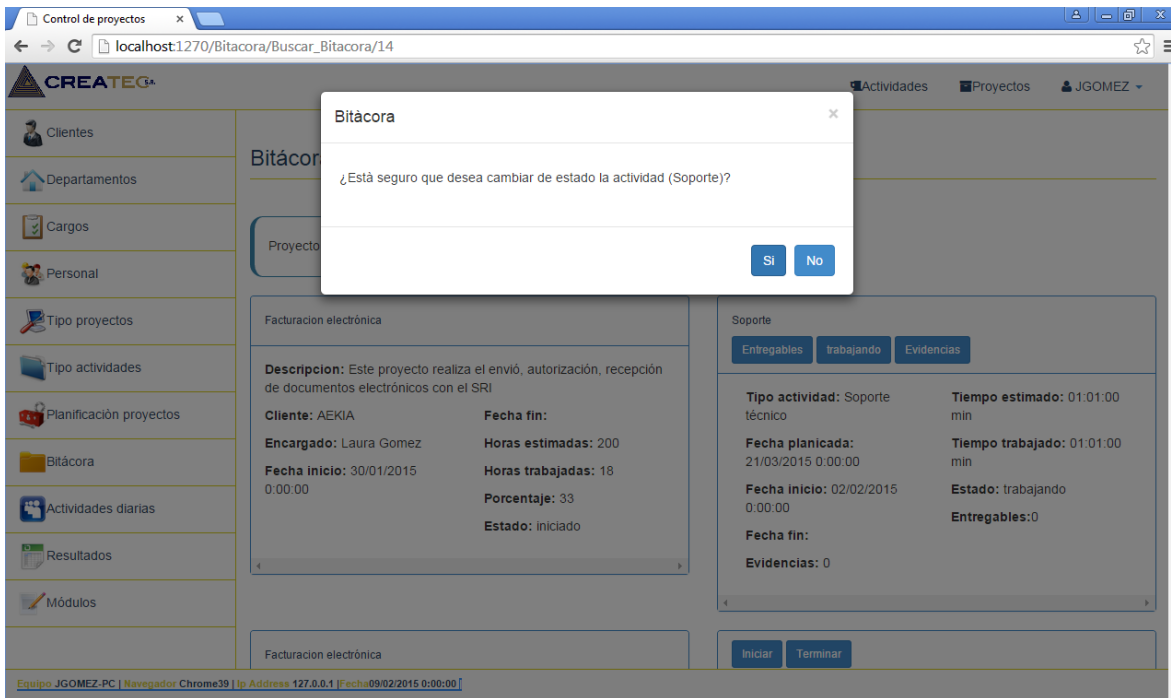 Control de proyectos
localhost:1270/Bitacora/Buscar_Bitacora/14
CREATEC S.A.
Actividades
Proyectos
JGOMEZ
Clientes
Departamentos
Cargos
Personal
Tipo proyectos
Tipo actividades
Planificación proyectos
Bitácora
Actividades diarias
Resultados
Módulos
Bitàcora
¿Està seguro que desea cambiar de estado la actividad (Soporte)?
Si
No
Bitácor
Proyecto
Facturacion electrònica
Descripcion: Este proyecto realiza el envió, autorización, recepción
de documentos electrónicos con el SRI
Cliente: AEKIA
Encargado: Laura Gomez
Fecha inicio: 30/01/2015
0:00:00
Fecha fin:
Horas estimadas: 200
Horas trabajadas: 18
Porcentaje: 33
Estado: iniciado
Soporte
Entregables
trabajando
Evidencias
Tipo actividad: Soporte
técnico
Fecha planicada:
21/03/2015 0:00:00
Fecha inicio: 02/02/2015
0:00:00
Fecha fin:
Evidencias: 0
Tiempo estimado: 01:01:00
min
Tiempo trabajado: 01:01:00
min
Estado: trabajando
Entregables:0
Facturacion electrònica
Iniciar
Terminar
Equipo JGOMEZ-PC | Navegador Chrome39 | Ip Address 127.0.0.1 |Fecha09/02/2015 0:00:00